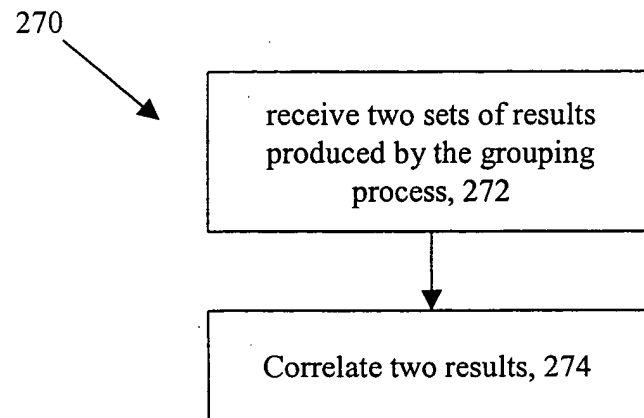 270
receive two sets of results
produced by the grouping
process, 272
Correlate two results, 274